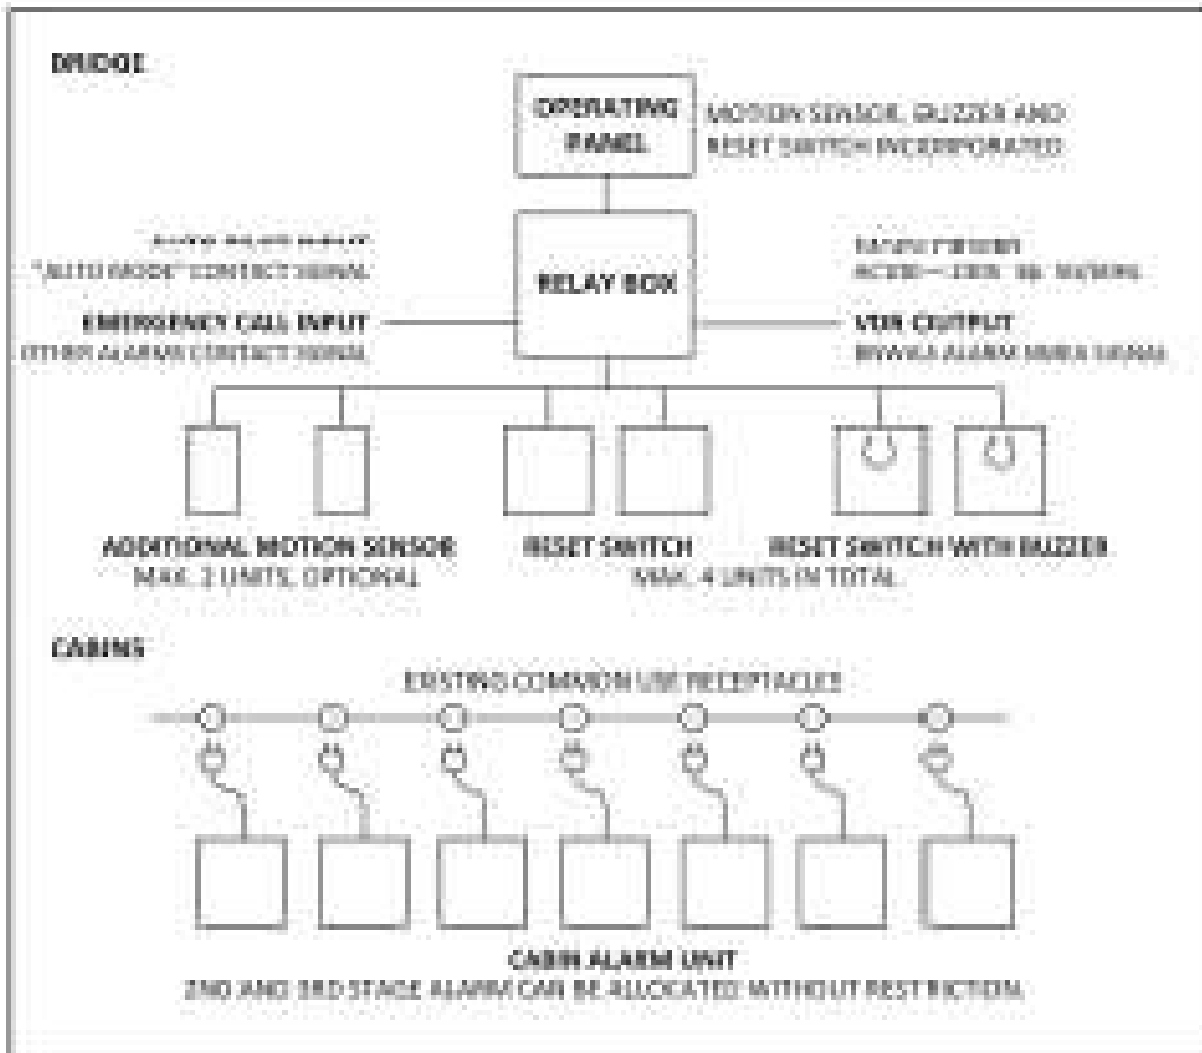 BRIDGE
OPERATING
PANEL
MOTION SENSOR, BUZZER AND
RESET SWITCH INCORPORATED
"AUTO MODE" CONTACT SIGNAL
RELAY BOX
EMERGENCY CALL INPUT
OTHER ALARMS CONTACT SIGNAL
VDR OUTPUT
ALARM NMEA SIGNAL
ADDITIONAL MOTION SENSOR
MAX. 2 UNITS, OPTIONAL
RESET SWITCH
RESET SWITCH WITH BUZZER
MAX. 4 UNITS IN TOTAL
CABINS
EXISTING COMMON USE RECEPTACLES
CABIN ALARM UNIT
2ND AND 3RD STAGE ALARM CAN BE ALLOCATED WITHOUT RESTRICTION.